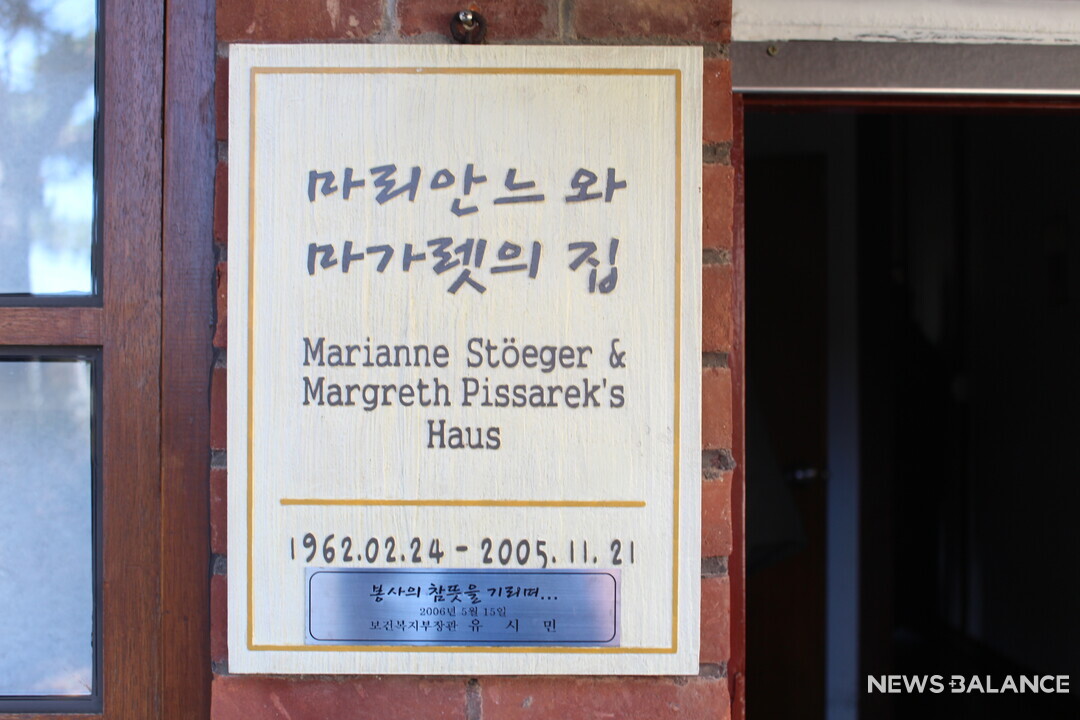 마리안느 와
마가렛의 집
Marianne Stöeger &
Margreth Pissarek's
Haus
1962.02.24 - 2005.11.21
봉사의 참뜻을 기리며...
2006년 5월 15일
보건복지부장관 유 시 민
NEWS BALANCE